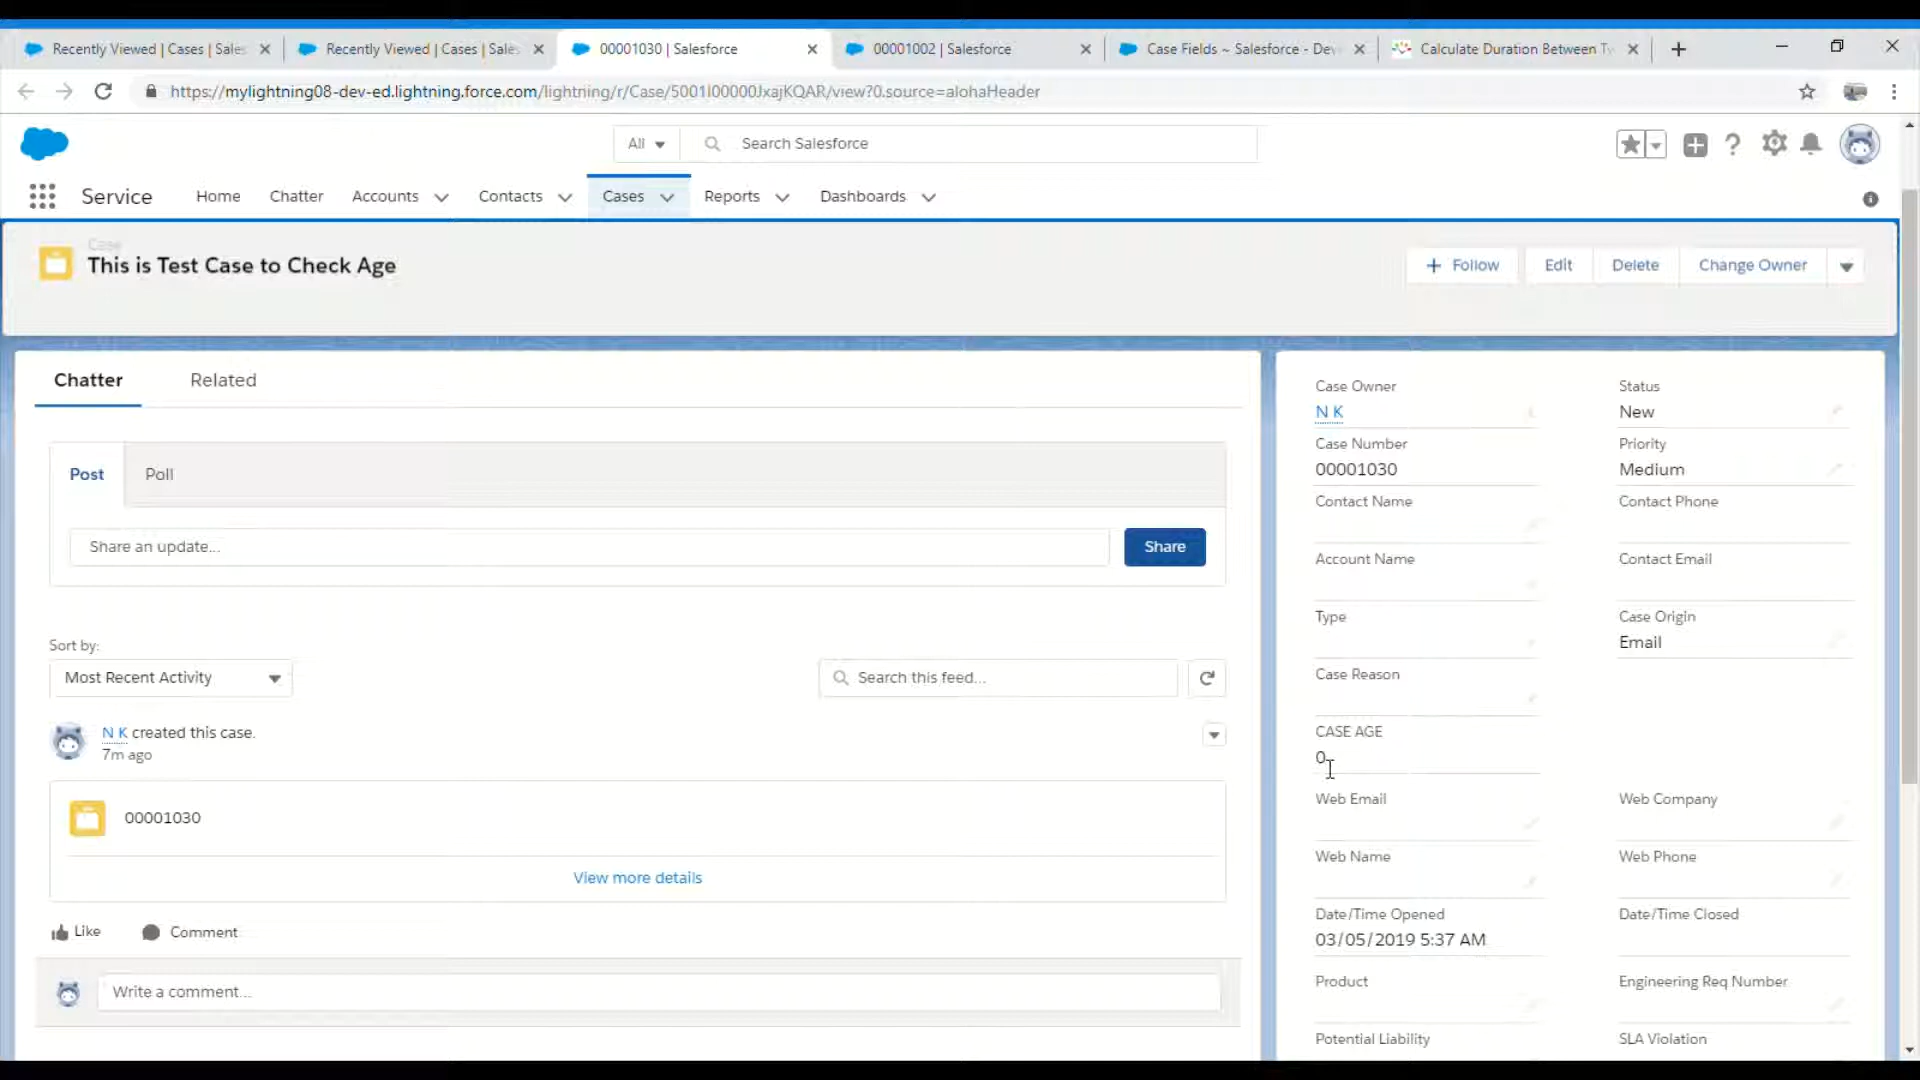 Recently Viewed | Cases | Sales
Recently Viewed | Cases | Sales
00001030 | Salesforce
00001002 | Salesforce
Case Fields ~ Salesforce - Dev
Calculate Duration Between Tw
https://mylightning08-dev-ed.lightning.force.com/lightning/r/Case/5001I00000JxajKQAR/view?0.source=alohaHeader
All
Search Salesforce
Service
Home
Chatter
Accounts
Contacts
Cases
Reports
Dashboards
Case
This is Test Case to Check Age
Follow
Edit
Delete
Change Owner
Chatter
Related
Post
Poll
Share an update...
Share
Sort by:
Most Recent Activity
Search this feed...
N K created this case.
7m ago
00001030
View more details
Like
Comment
Write a comment...
Case Owner
N K
Status
New
Case Number
00001030
Priority
Medium
Contact Name
Contact Phone
Account Name
Contact Email
Type
Case Origin
Email
Case Reason
CASE AGE
0
Web Email
Web Company
Web Name
Web Phone
Date/Time Opened
03/05/2019 5:37 AM
Date/Time Closed
Product
Engineering Req Number
Potential Liability
SLA Violation